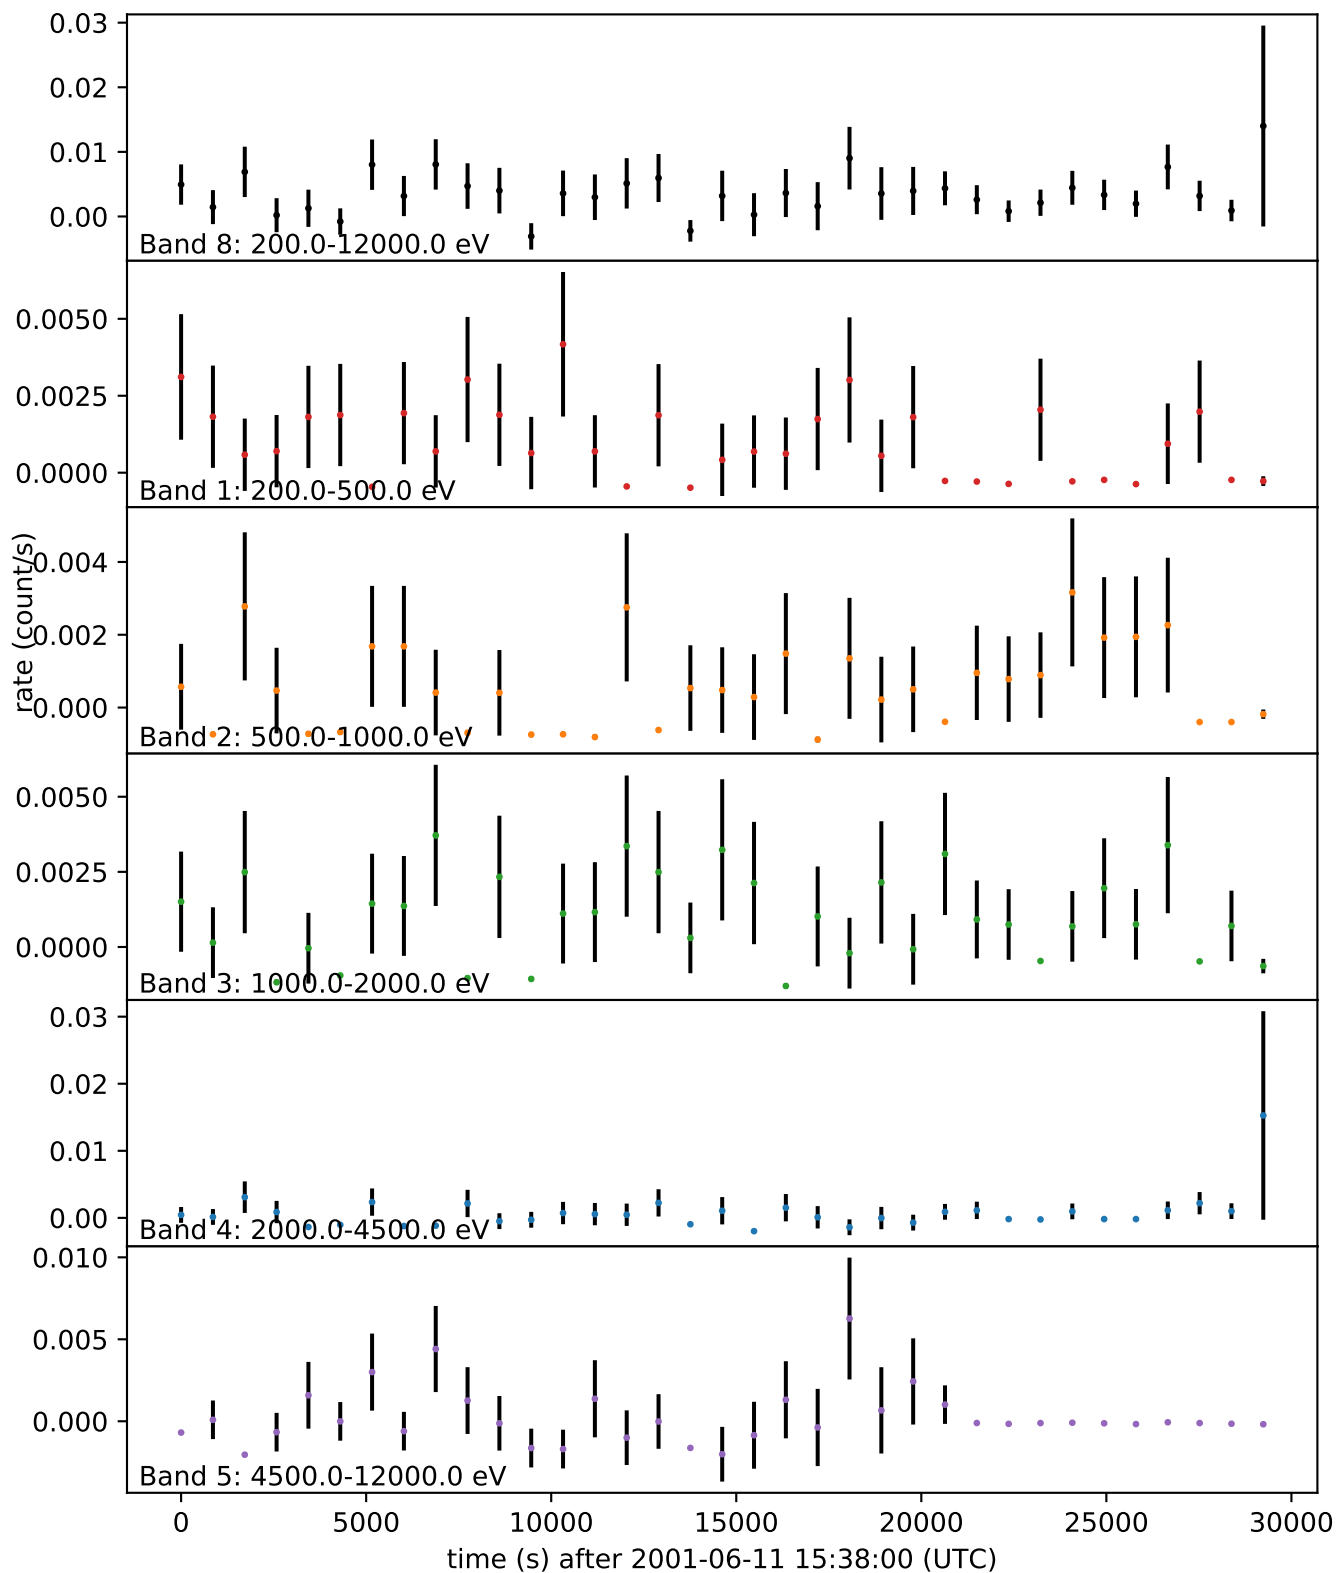 0.03
0.02
0.01
0.00
Band 8: 200.0-12000.0 eV
0.0050
0.0025
0.0000
Band 1: 200.0-500.0 eV
rate (count/s)
0.004
0.002
0.000
Band 2: 500.0-1000.0 eV
0.0050
0.0025
0.0000
Band 3: 1000.0-2000.0 eV
0.03
0.02
0.01
0.00
Band 4: 2000.0-4500.0 eV
0.010
0.005
0.000
Band 5: 4500.0-12000.0 eV
0 5000 10000 15000 20000 25000 30000
time (s) after 2001-06-11 15:38:00 (UTC)